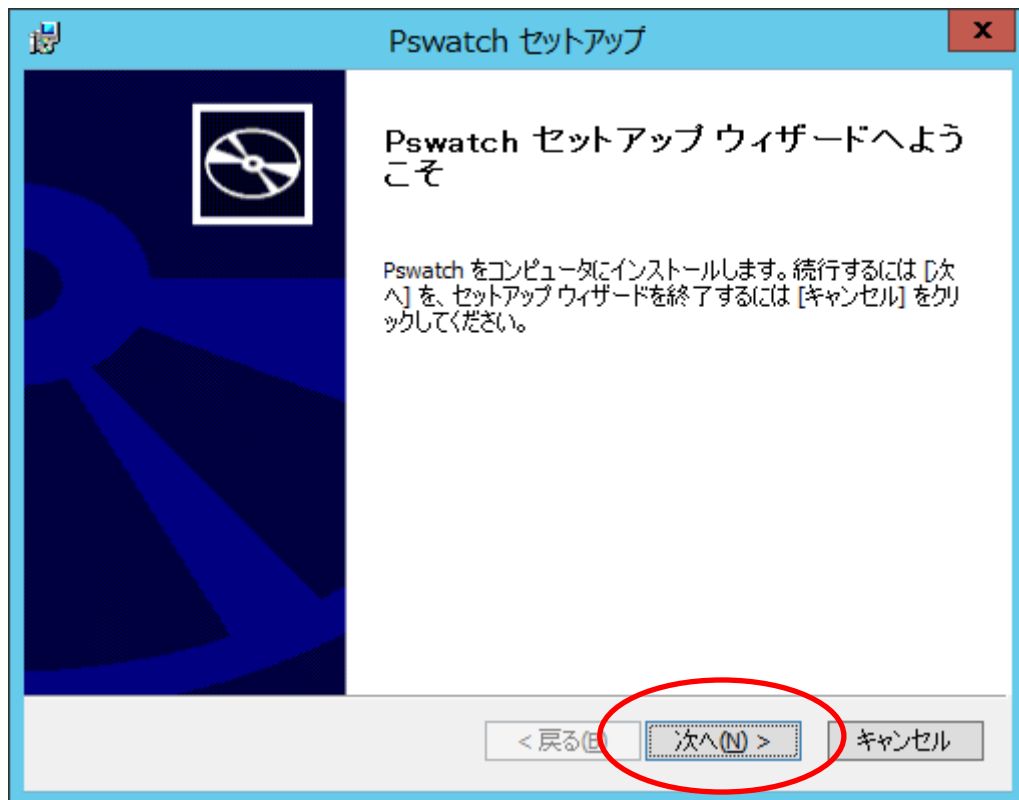 Pswatch セットアップ
x
Pswatch セットアップ ウィザードへよう
こそ
Pswatch をコンピュータにインストールします。続行するには [次
へ] を、セットアップ ウィザードを終了するには [キャンセル] をクリ
ックしてください。
< 戻る(B)
次へ(N) >
キャンセル